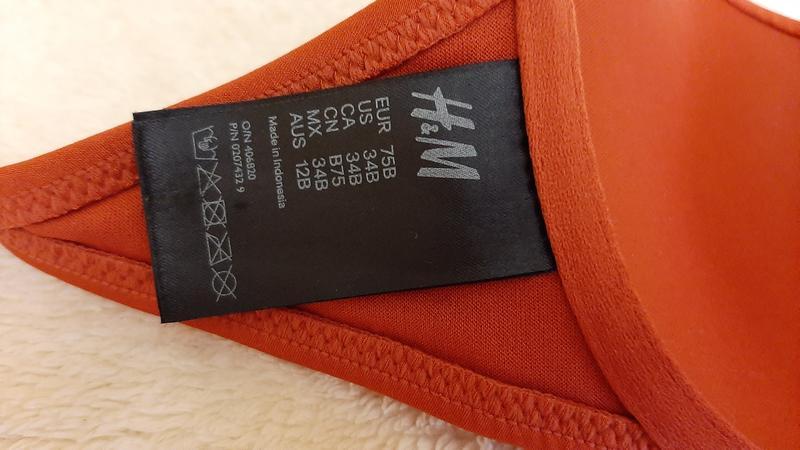 H&M
EUR 75B
US 34B
CA 34B
CN B75
MX 34B
AUS 12B
Made in Indonesia
O/N 406820
P/N 0207432 9